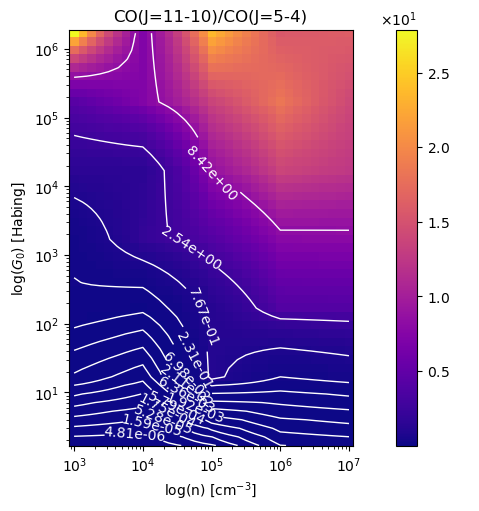 CO(J=11-10)/CO(J=5-4)
×10¹
log(G₀) [Habing]
10⁶
10⁵
10⁴
10³
10²
10¹
8.42e+00
2.54e+00
7.67e-01
2.31e-01
4.81e-06
2.5
2.0
1.5
1.0
0.5
10³ 10⁴ 10⁵ 10⁶ 10⁷
log(n) [cm⁻³]